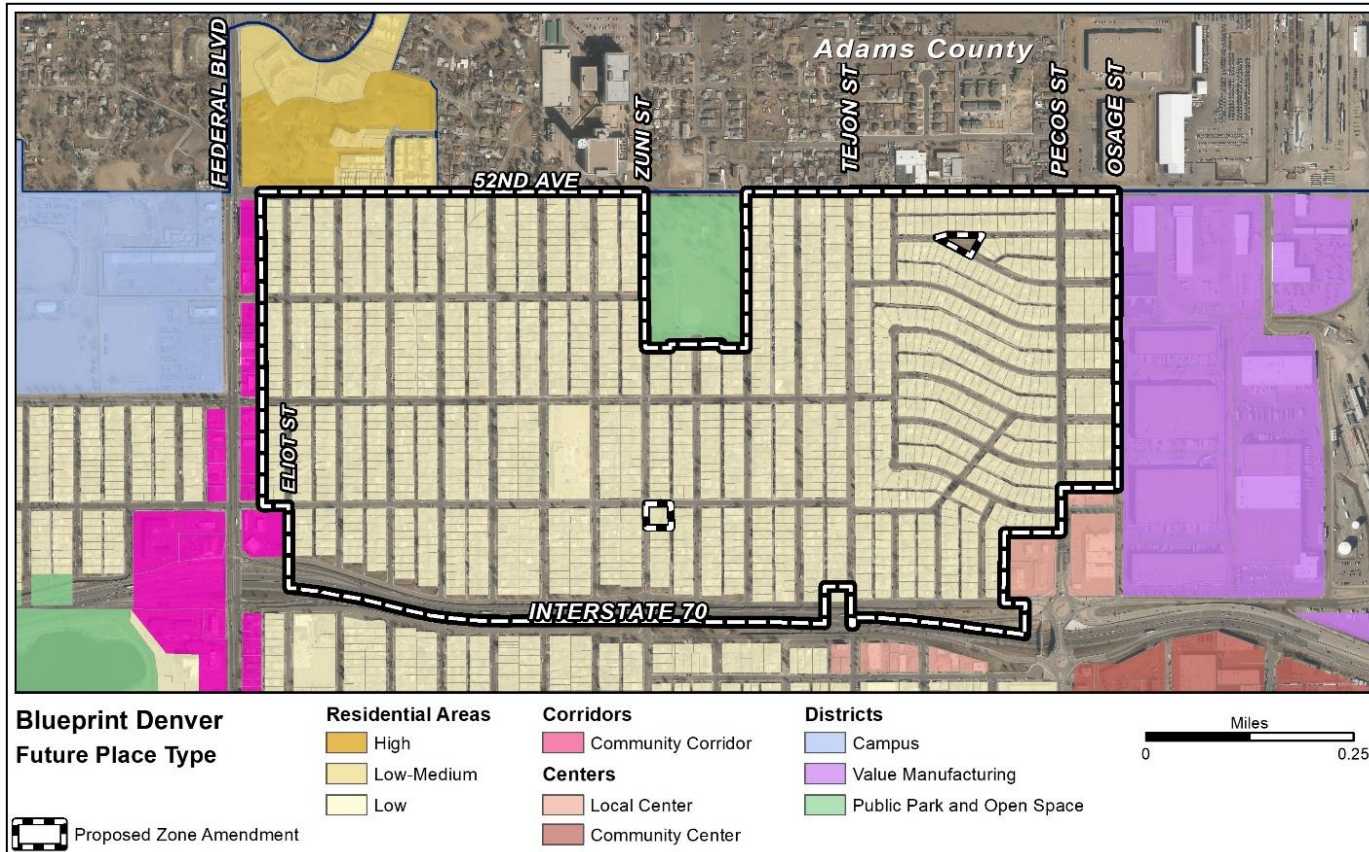 Adams County
FEDERAL BLVD
ZUNI ST
TEJON ST
PECOS ST
OSAGE ST
52ND AVE
ELIOT ST
INTERSTATE 70
Blueprint Denver
Future Place Type
Proposed Zone Amendment
Residential Areas
High
Low-Medium
Low
Corridors
Community Corridor
Centers
Local Center
Community Center
Districts
Campus
Value Manufacturing
Public Park and Open Space
Miles
0 0.25